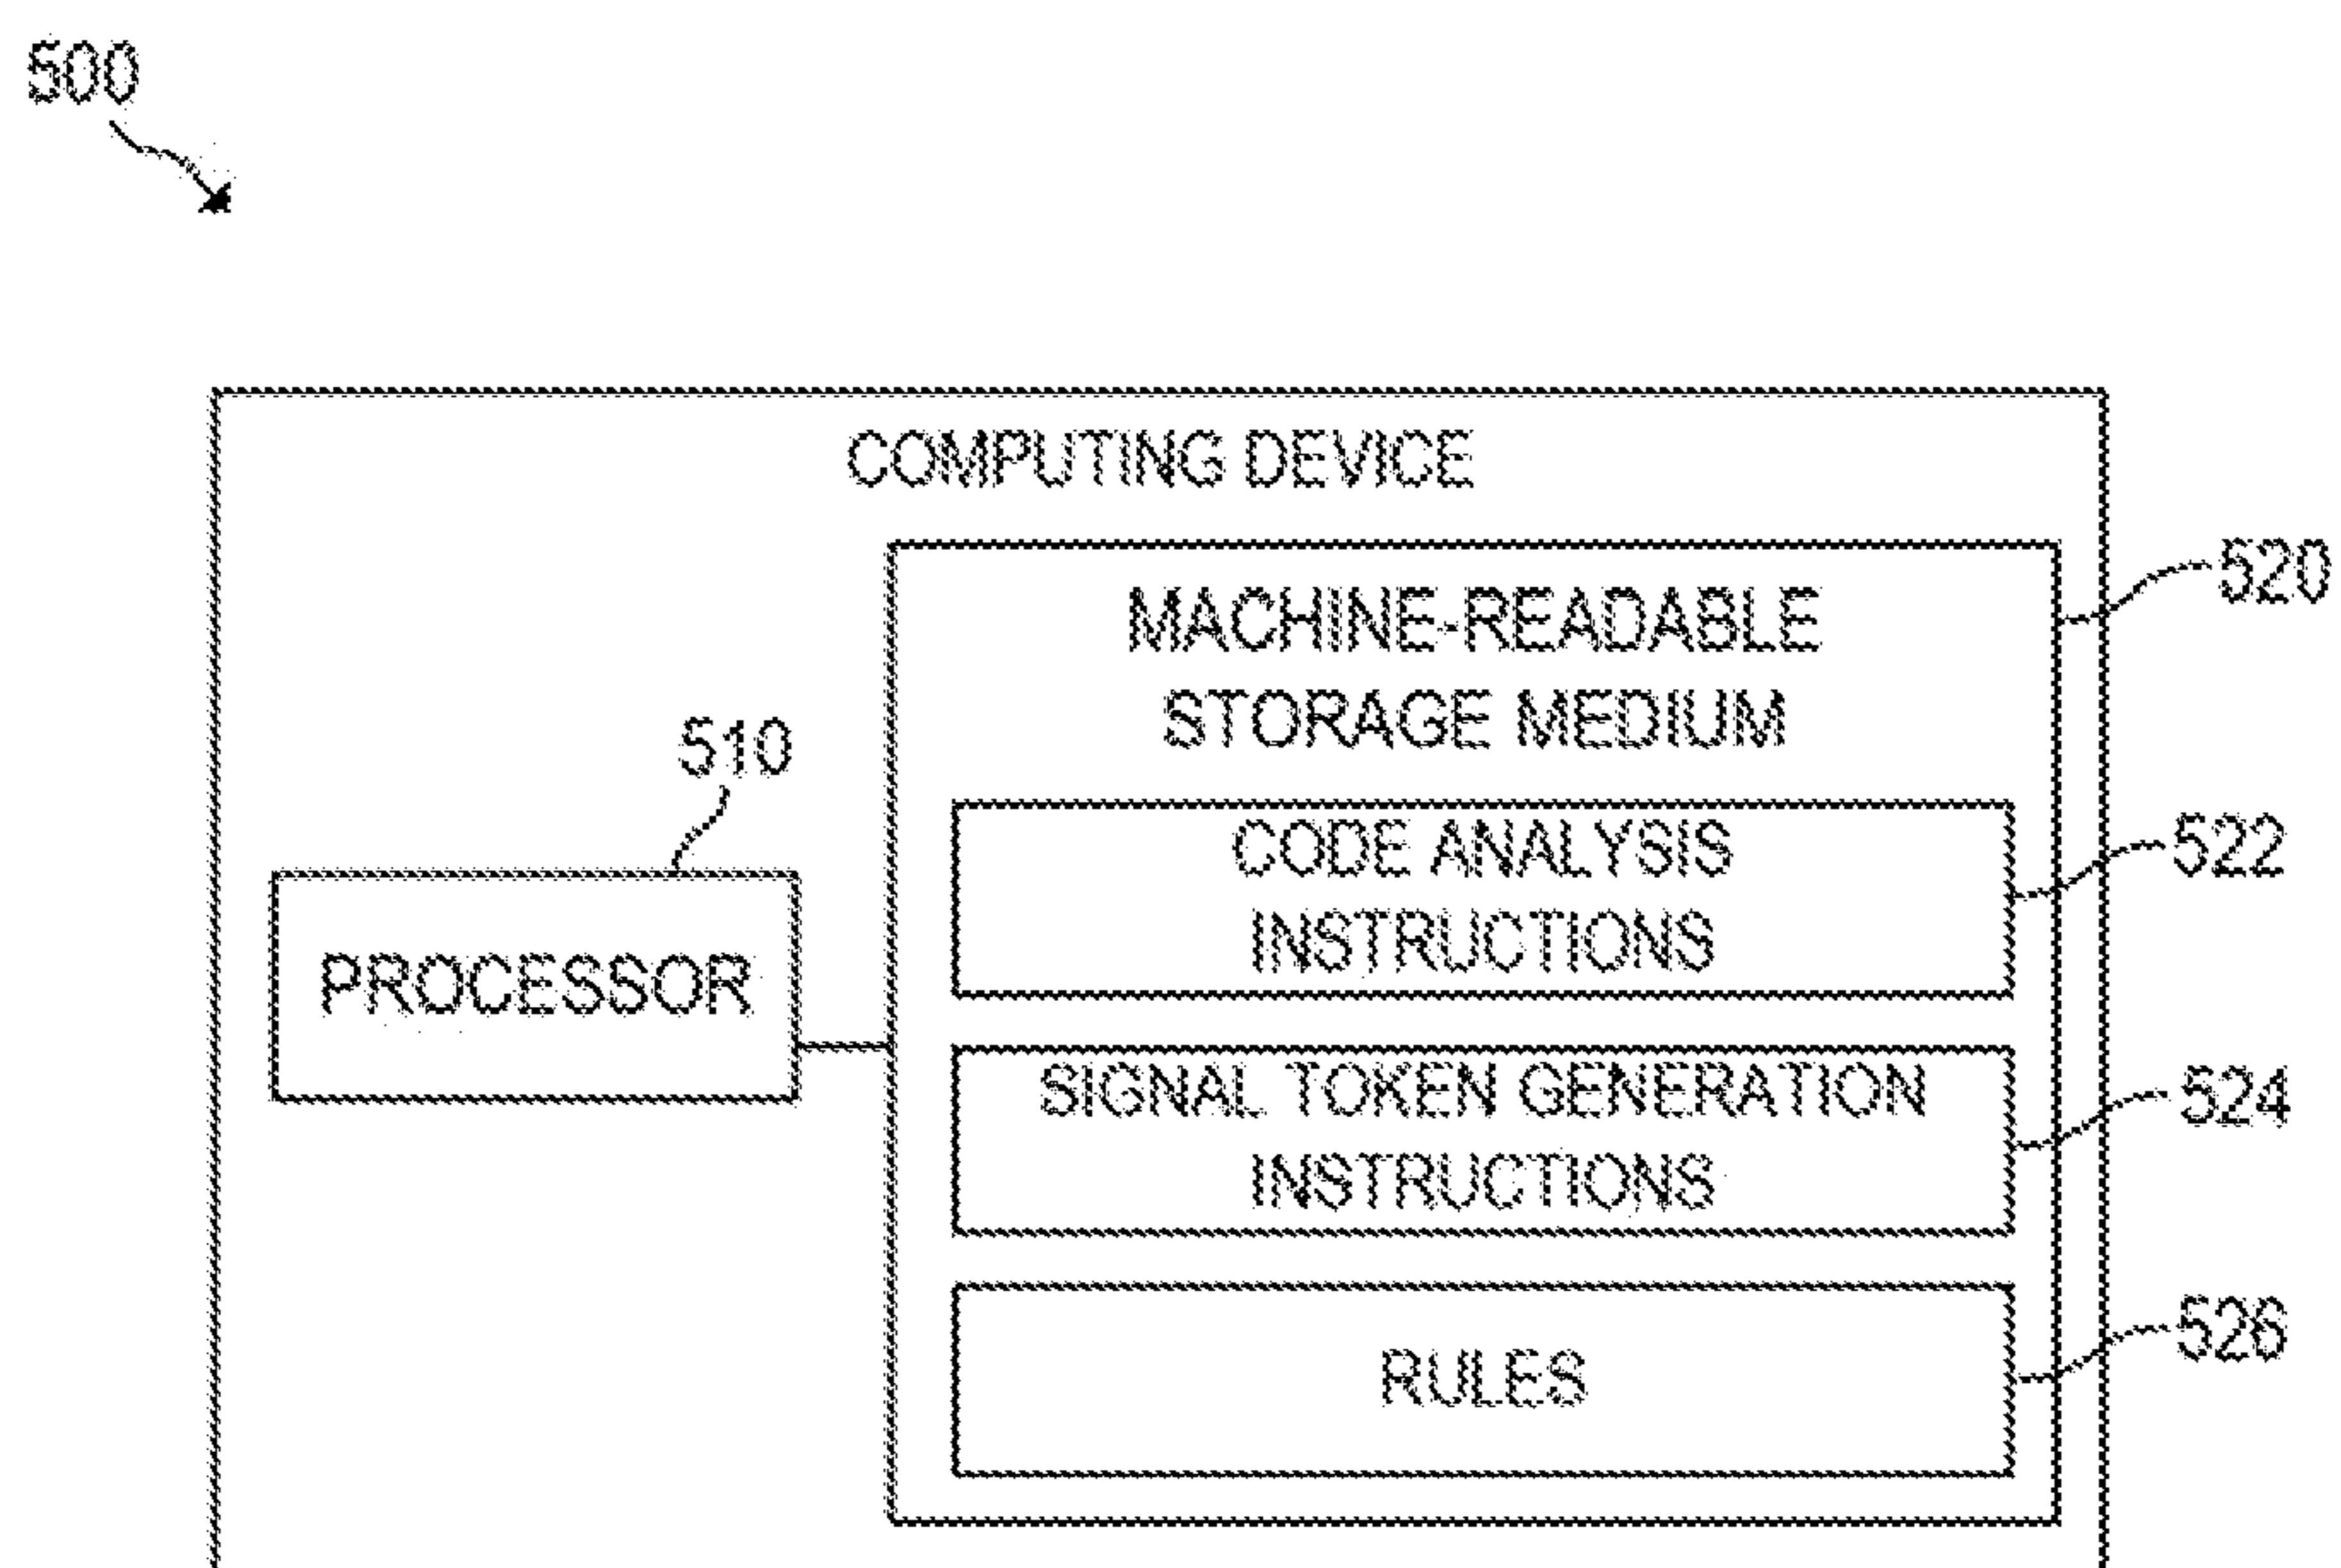 500
COMPUTING DEVICE
520
MACHINE-READABLE
STORAGE MEDIUM
510
522
CODE ANALYSIS
INSTRUCTIONS
PROCESSOR
524
SIGNAL TOKEN GENERATION
INSTRUCTIONS
526
RULES